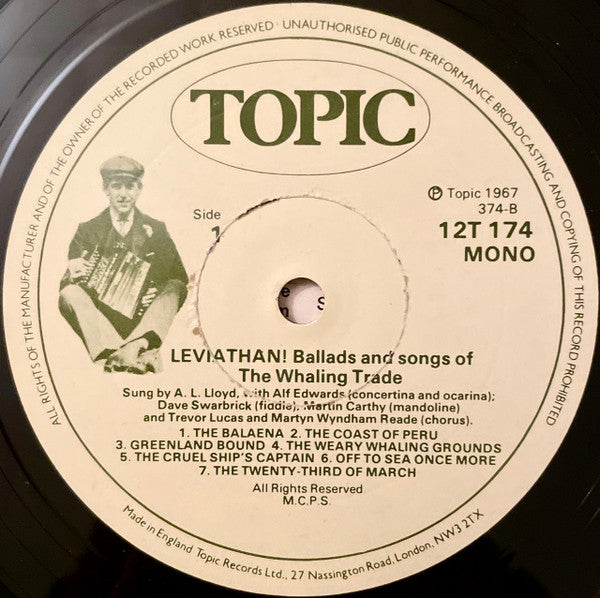 ALL RIGHTS OF THE MANUFACTURER AND OF THE OWNER OF THE RECORDED WORK RESERVED · UNAUTHORISED PUBLIC PERFORMANCE BROADCASTING AND COPYING OF THIS RECORD PROHIBITED
TOPIC
Side
1
℗ Topic 1967
374-B
12T 174
MONO
LEVIATHAN! Ballads and songs of
The Whaling Trade
Sung by A. L. Lloyd, with Alf Edwards (concertina and ocarina);
Dave Swarbrick (fiddle), Martin Carthy (mandoline)
and Trevor Lucas and Martyn Wyndham Reade (chorus).
1. THE BALAENA 2. THE COAST OF PERU
3. GREENLAND BOUND 4. THE WEARY WHALING GROUNDS
5. THE CRUEL SHIP'S CAPTAIN 6. OFF TO SEA ONCE MORE
7. THE TWENTY-THIRD OF MARCH
All Rights Reserved
M.C.P.S.
Made in England Topic Records Ltd., 27 Nassington Road, London, NW3 2TX